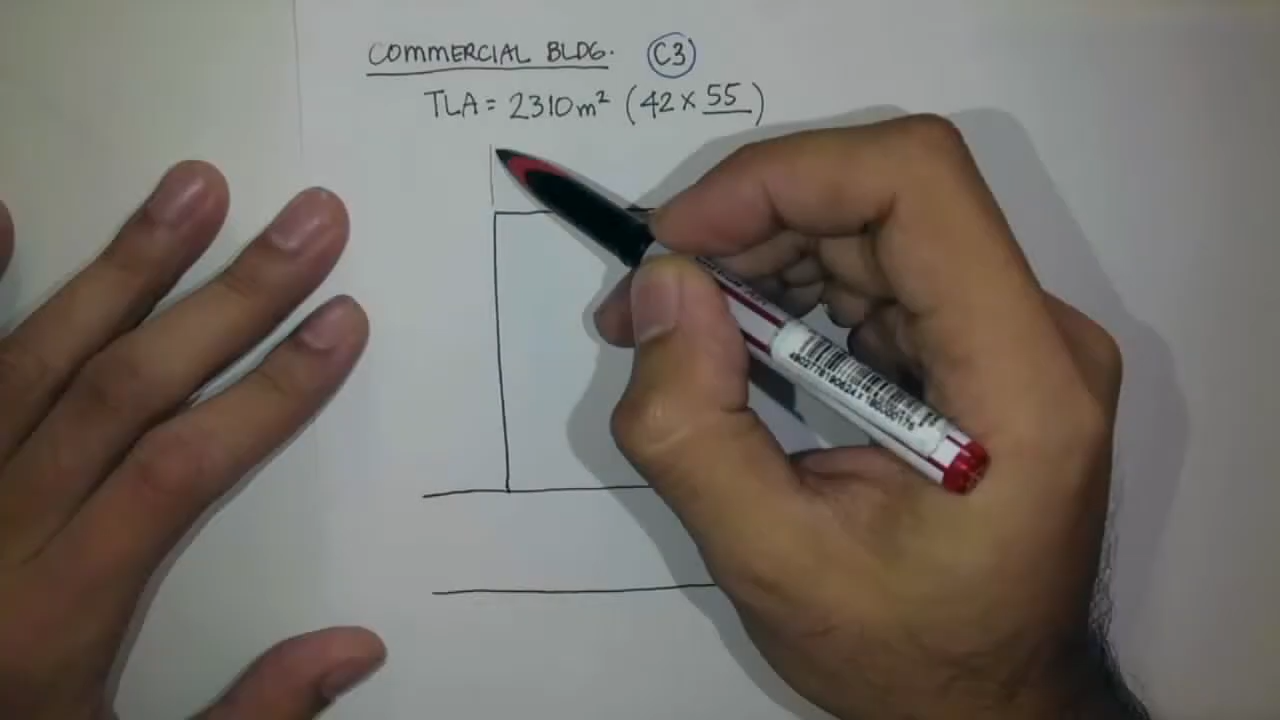 COMMERCIAL BLDG. C3
TLA = 2310m² (42 x 55)